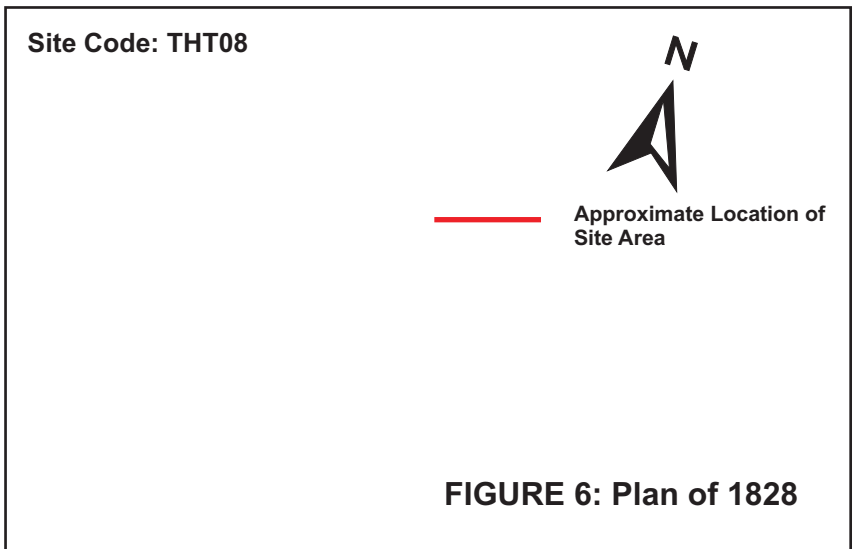 Site Code: THT08
N
Approximate Location of
Site Area
FIGURE 6: Plan of 1828